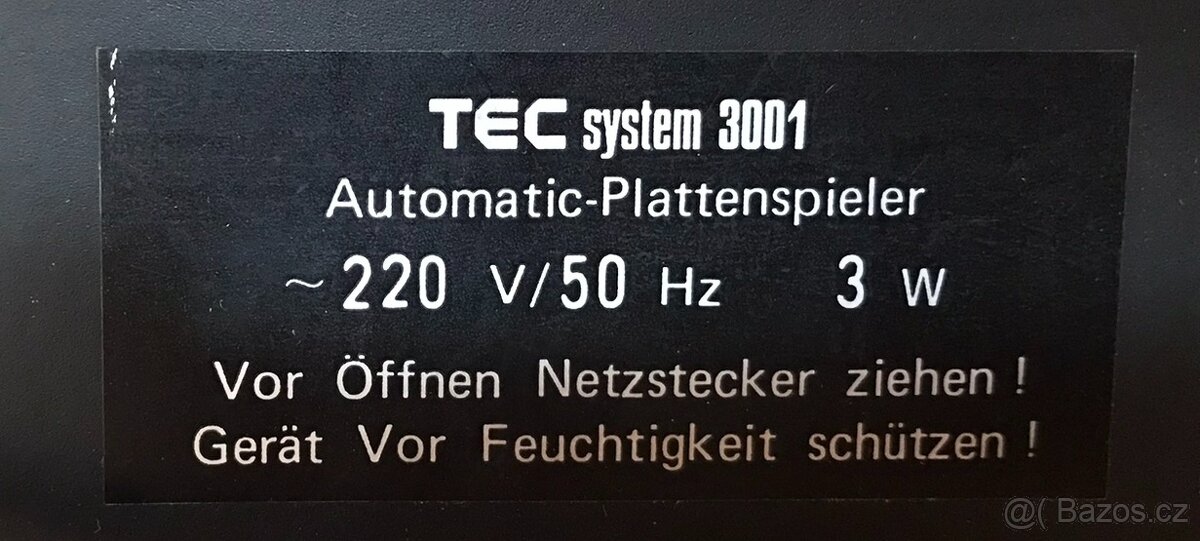 TEC system 3001
Automatic-Plattenspieler
~220 V/50 Hz 3 W
Vor Öffnen Netzstecker ziehen !
Gerät Vor Feuchtigkeit schützen !
@( Bazos.cz